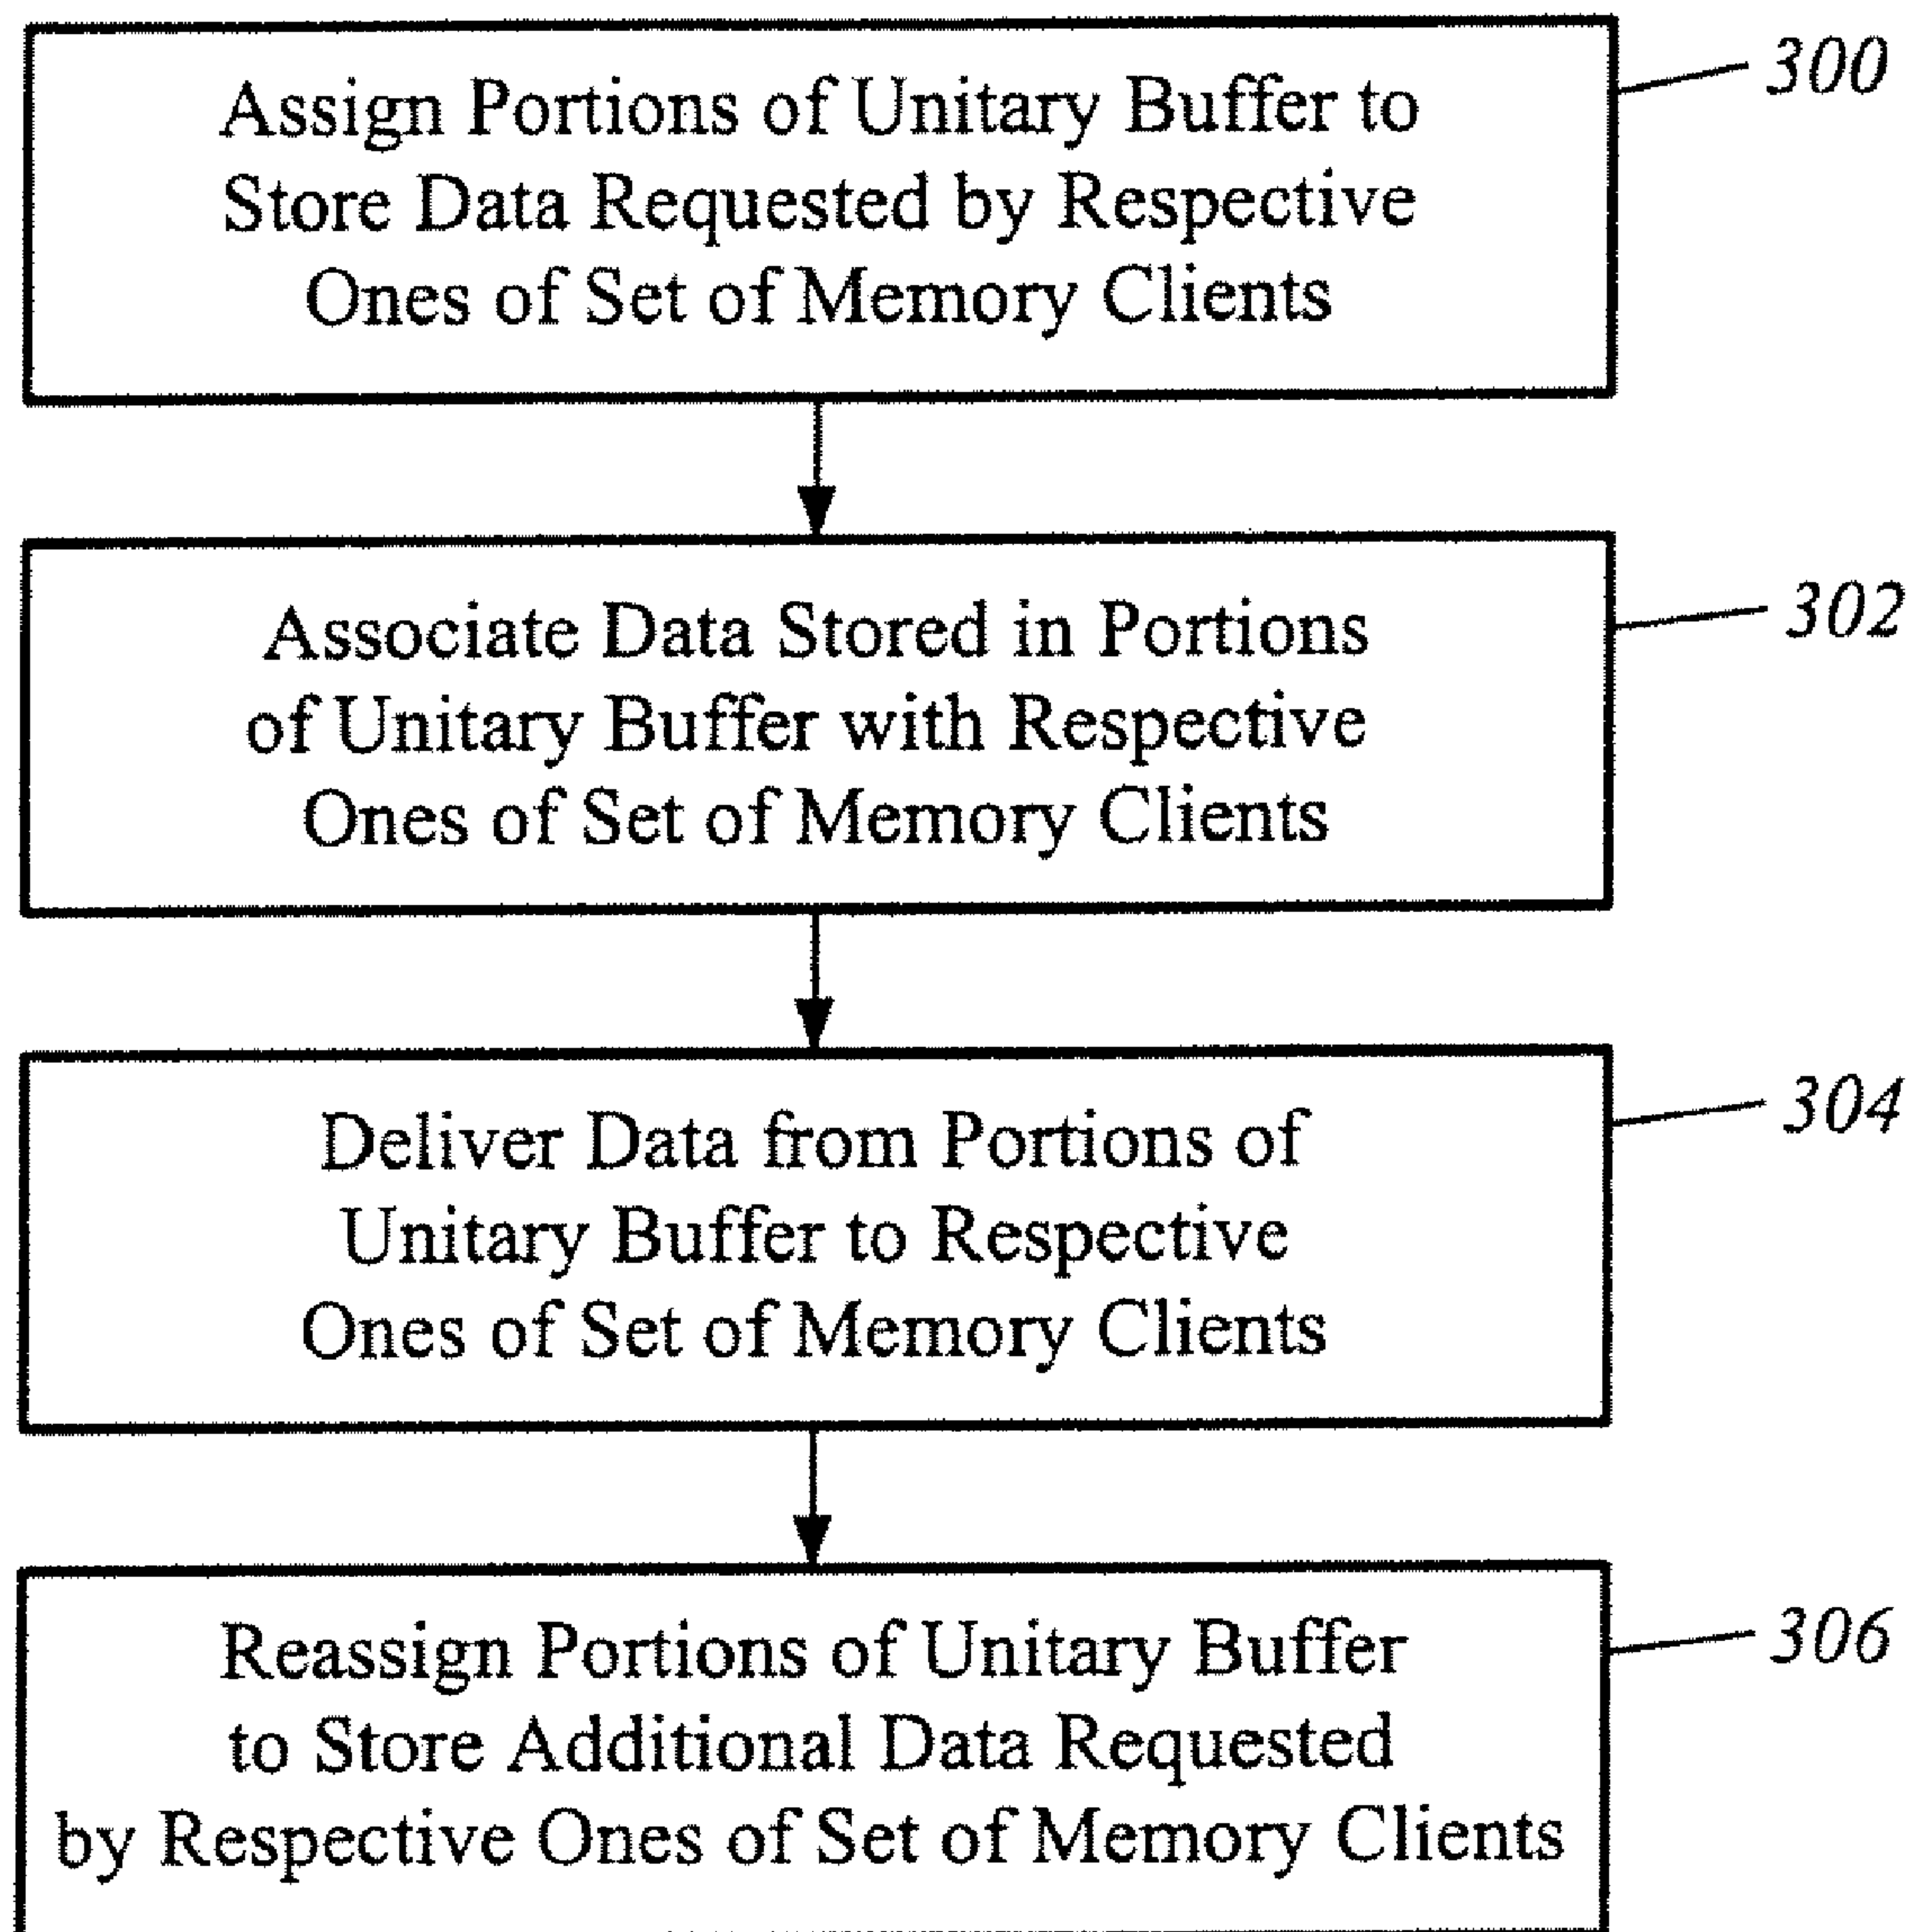 Assign Portions of Unitary Buffer to
Store Data Requested by Respective
Ones of Set of Memory Clients
300
Associate Data Stored in Portions
of Unitary Buffer with Respective
Ones of Set of Memory Clients
302
Deliver Data from Portions of
Unitary Buffer to Respective
Ones of Set of Memory Clients
304
Reassign Portions of Unitary Buffer
to Store Additional Data Requested
by Respective Ones of Set of Memory Clients
306